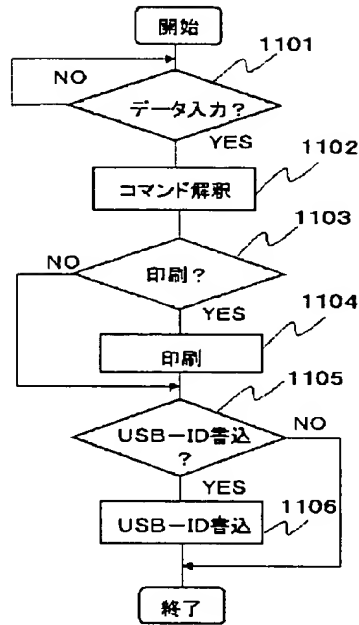 開始
1101
NO
データ入力？
YES
1102
コマンド解釈
1103
NO
印刷？
YES
1104
印刷
1105
USB－ID書込
？
NO
YES
USB－ID書込
1106
終了